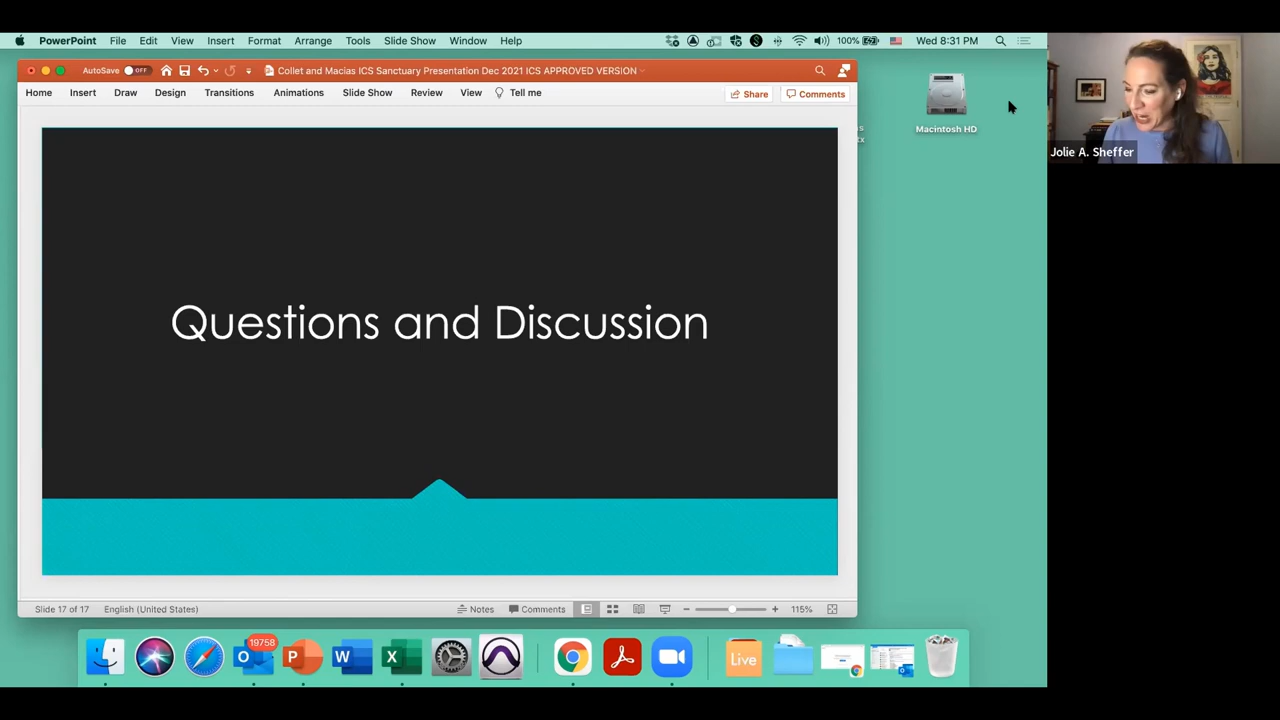 PowerPoint File Edit View Insert Format Arrange Tools Slide Show Window Help 100% Wed 8:31 PM
AutoSave OFF Collet and Macias ICS Sanctuary Presentation Dec 2021 ICS APPROVED VERSION
Home Insert Draw Design Transitions Animations Slide Show Review View Tell me Share Comments
Macintosh HD
Jolie A. Sheffer
Questions and Discussion
Slide 17 of 17 English (United States) Notes Comments 115%
19758
Live